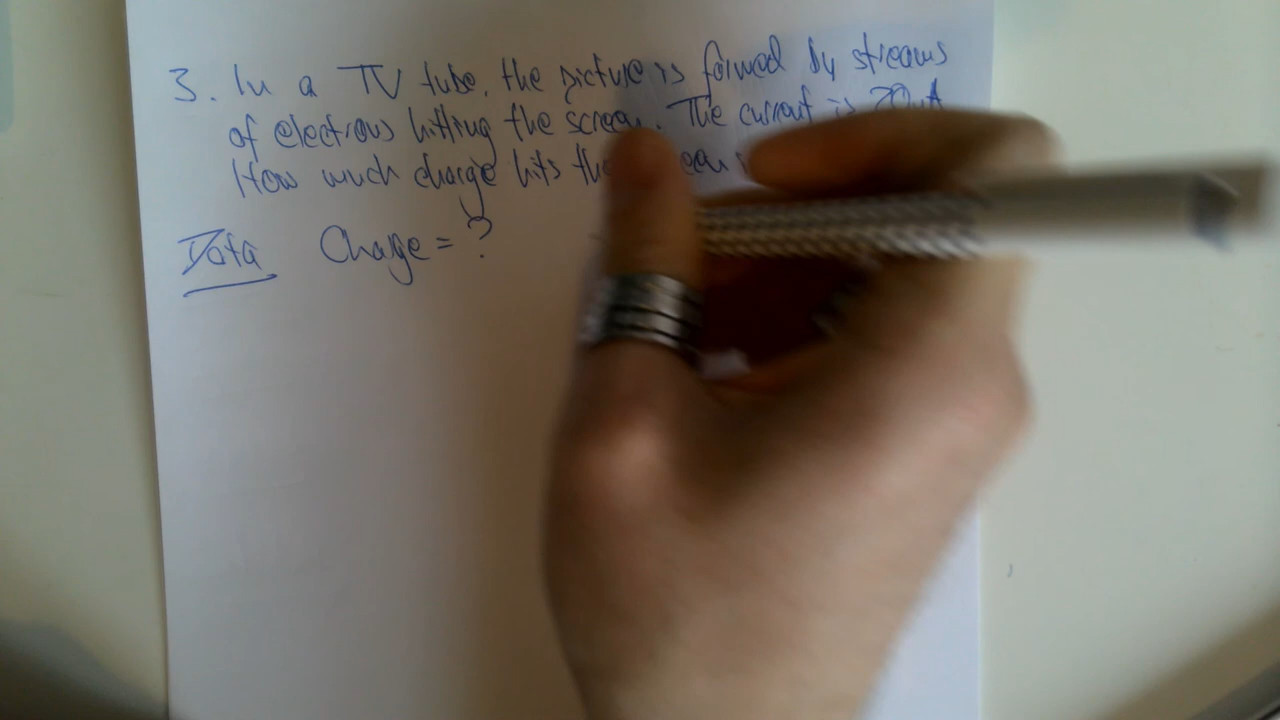 3. In a TV tube, the picture is formed by streams
of electrons hitting the screen. The current is
How much charge hits the
Data Charge = ?